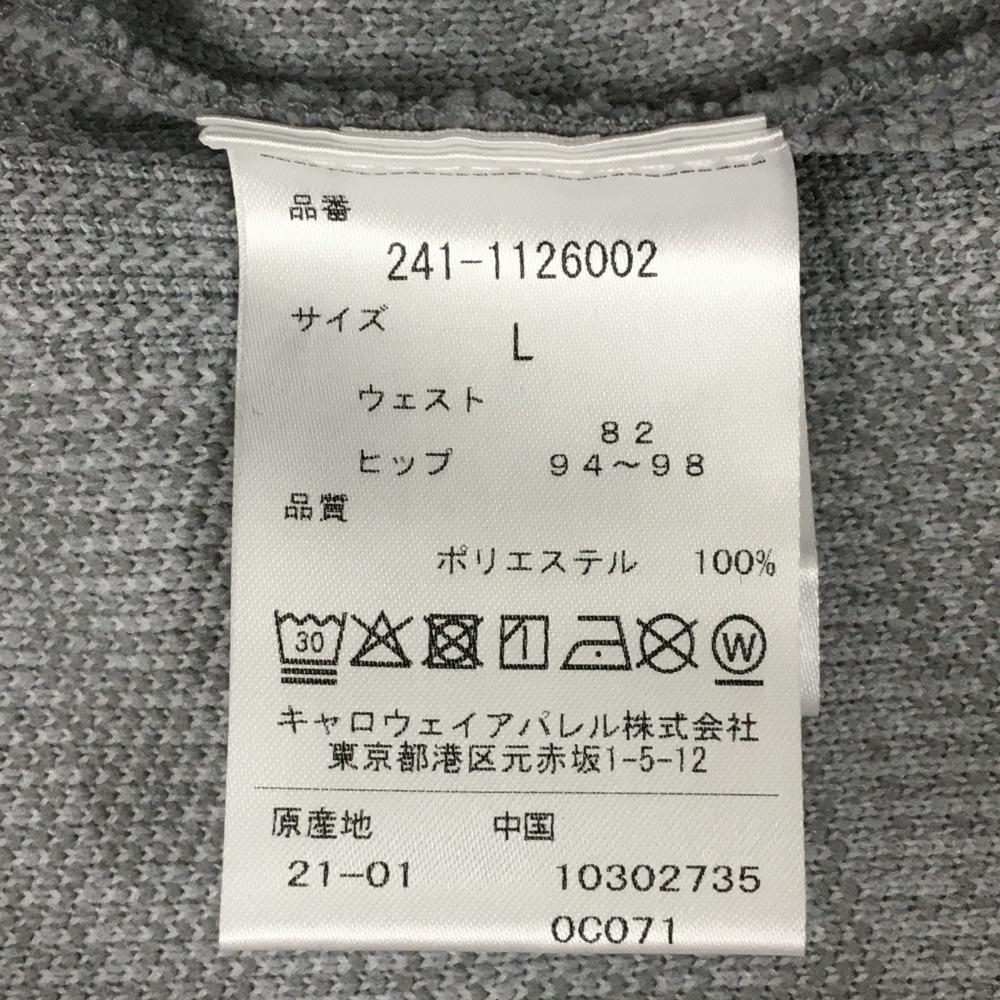 品番
241-1126002
サイズ
L
ウェスト 82
ヒップ 94～98
品質
ポリエステル 100%
30 1 W
キャロウェイアパレル株式会社
東京都港区元赤坂1-5-12
原産地 中国
21-01 10302735
0C071